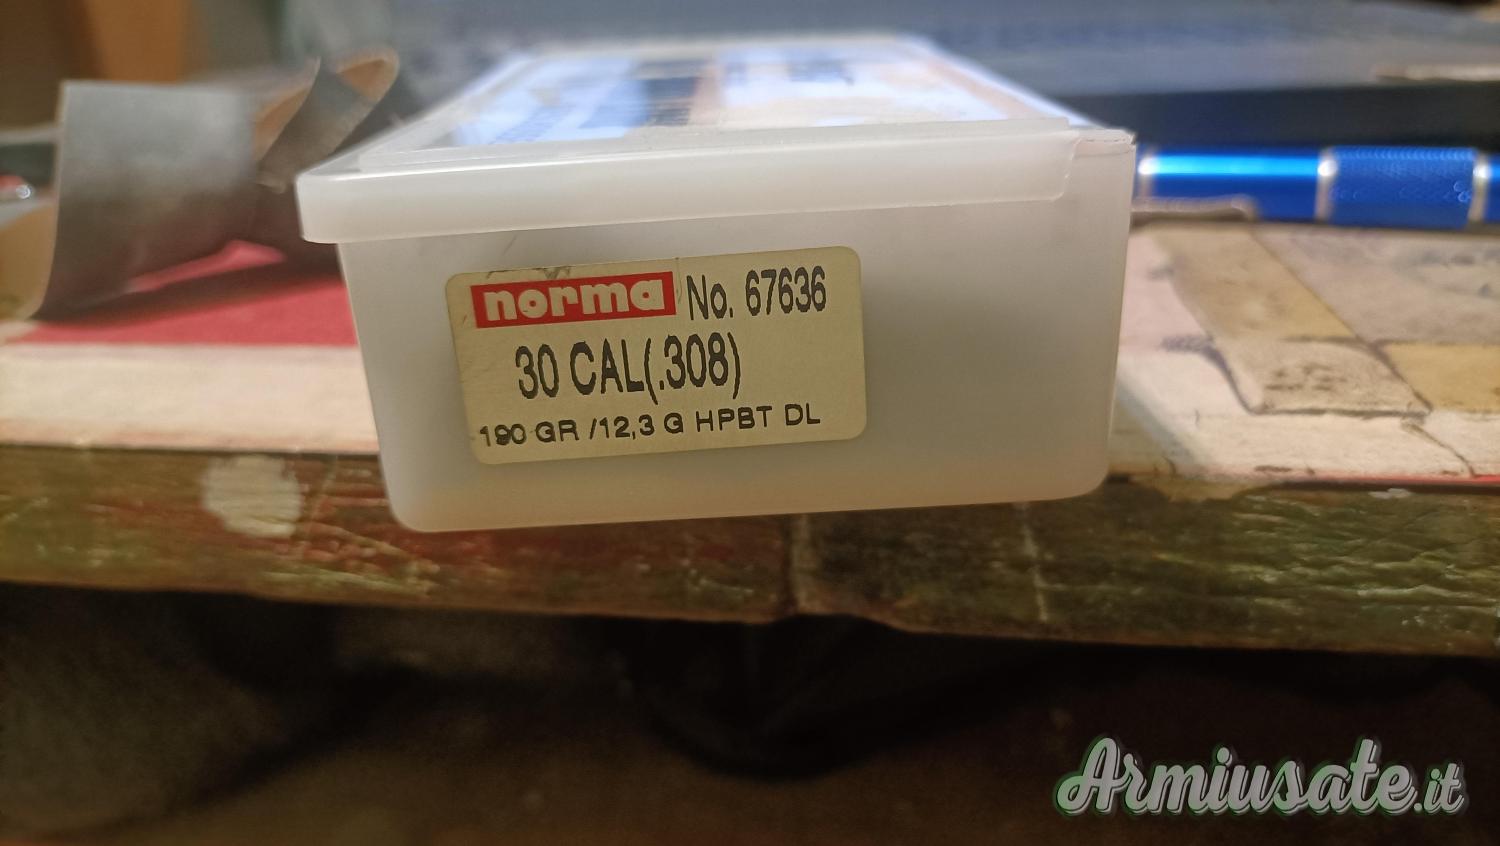 norma No. 67636
30 CAL(.308)
190 GR /12,3 G HPBT DL
Armiusate.it